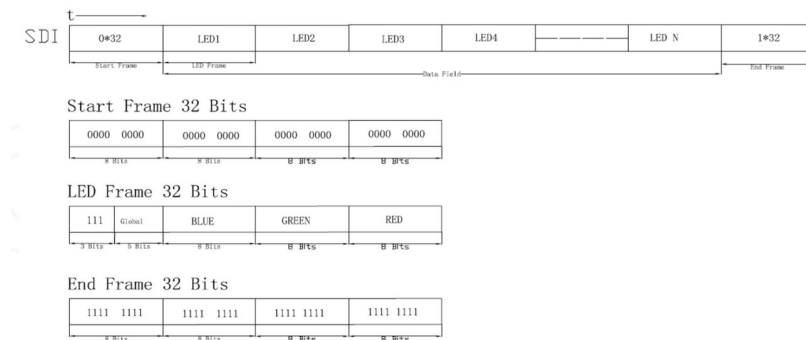 t
SDI 0*32 LED1 LED2 LED3 LED4 LED N 1*32
Start Frame LED Frame Data Field End Frame
Start Frame 32 Bits
0000 0000 0000 0000 0000 0000 0000 0000
8 Bits 8 Bits 8 Bits 8 Bits
LED Frame 32 Bits
111 Global BLUE GREEN RED
3 Bits 5 Bits 8 Bits 8 Bits 8 Bits
End Frame 32 Bits
1111 1111 1111 1111 1111 1111 1111 1111
8 Bits 8 Bits 8 Bits 8 Bits